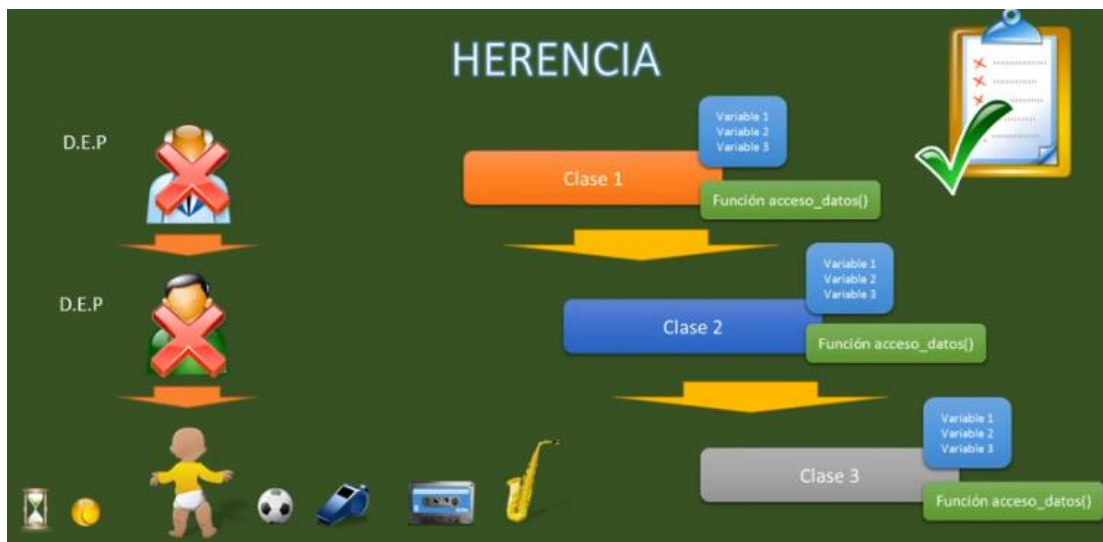 HERENCIA
D.E.P
Variable 1
Variable 2
Variable 3
Clase 1
Función acceso_datos()
D.E.P
Variable 1
Variable 2
Variable 3
Clase 2
Función acceso_datos()
Variable 1
Variable 2
Variable 3
Clase 3
Función acceso_datos()